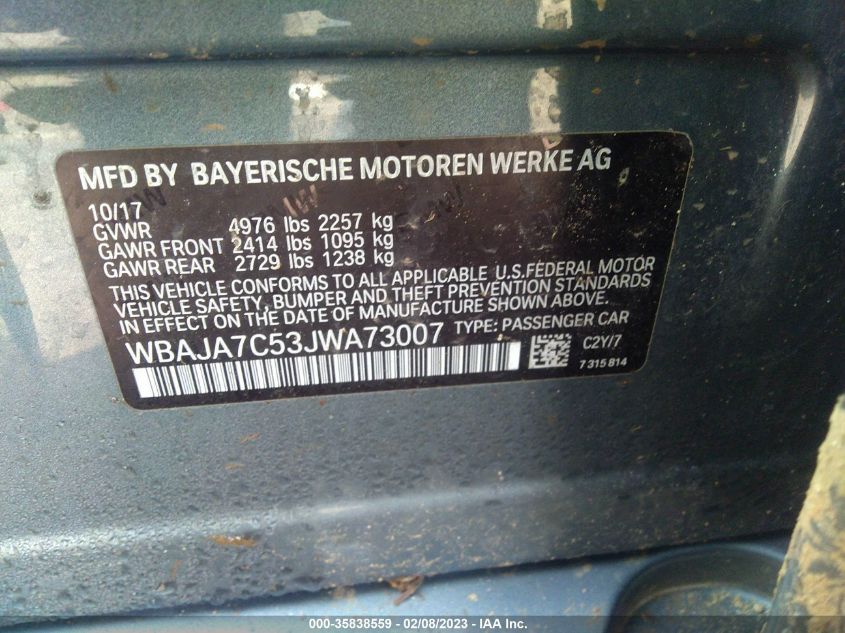 MFD BY BAYERISCHE MOTOREN WERKE AG
10/17
GVWR 4976 lbs 2257 kg
GAWR FRONT 2414 lbs 1095 kg
GAWR REAR 2729 lbs 1238 kg
THIS VEHICLE CONFORMS TO ALL APPLICABLE U.S.FEDERAL MOTOR
VEHICLE SAFETY, BUMPER AND THEFT PREVENTION STANDARDS
IN EFFECT ON THE DATE OF MANUFACTURE SHOWN ABOVE.
WBAJA7C53JWA73007 TYPE: PASSENGER CAR
C2Y/7
7 315 814
000-35838559 - 02/08/2023 - IAA Inc.